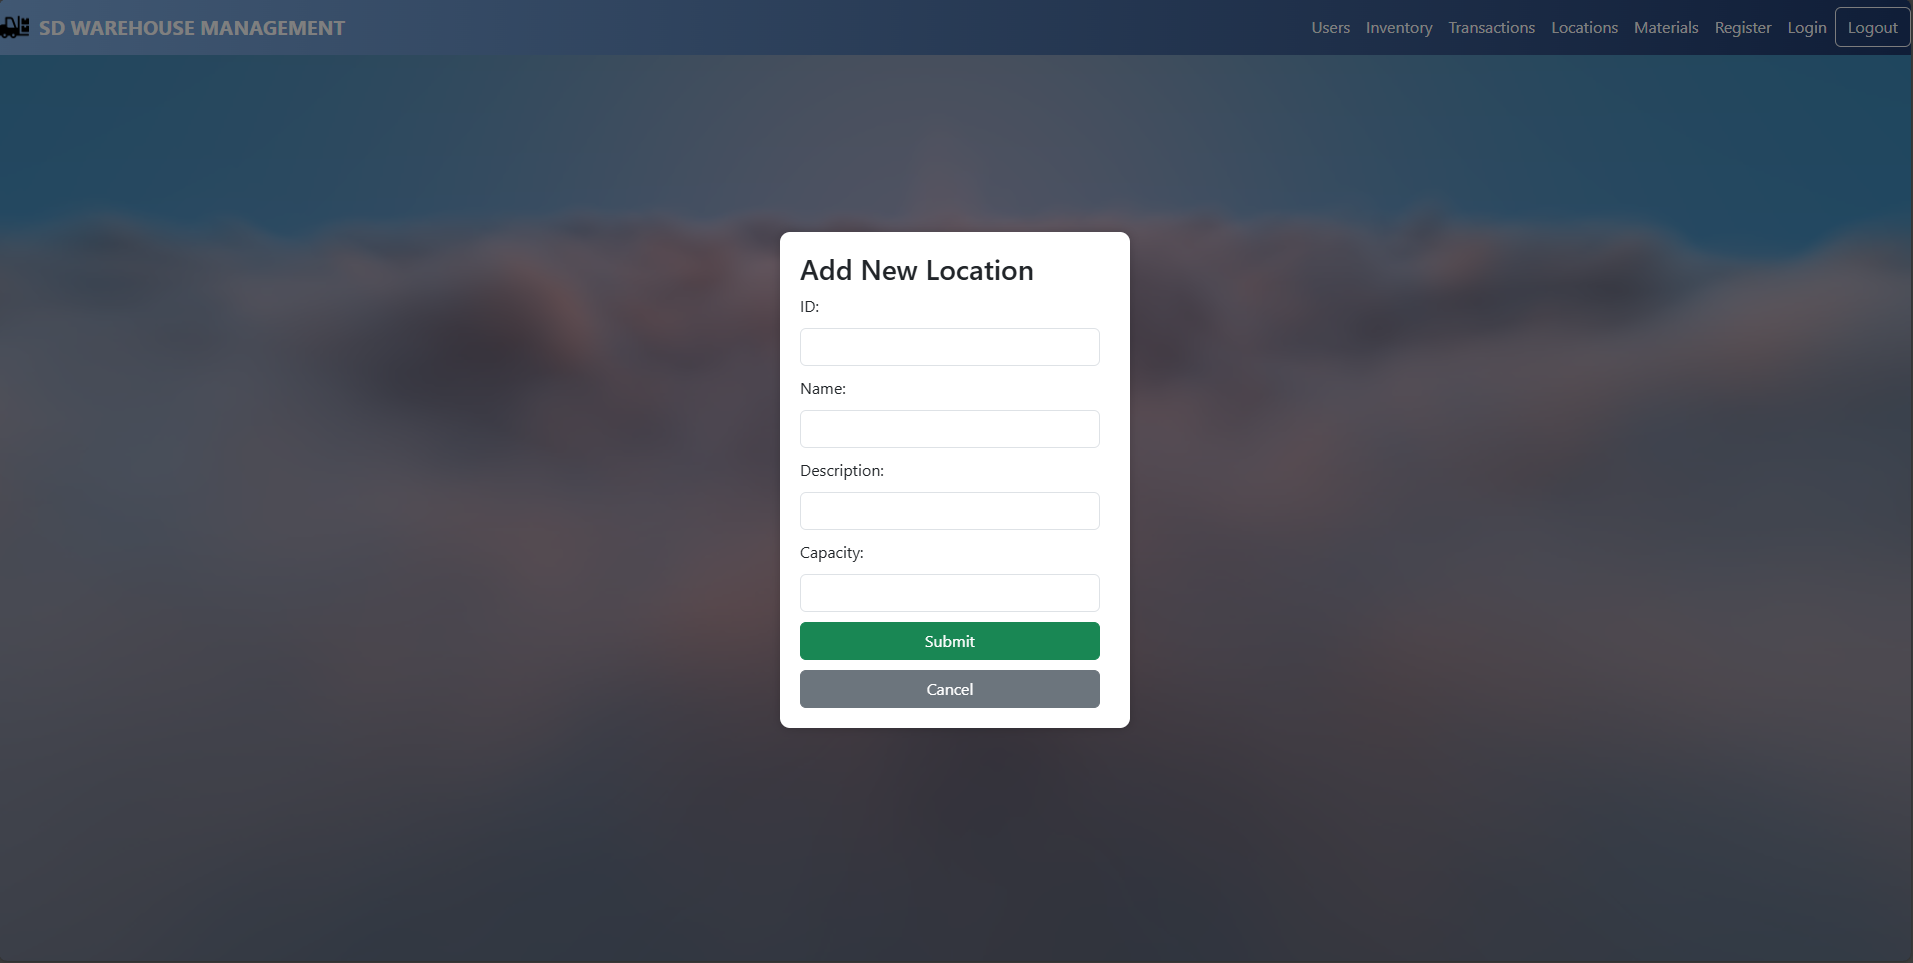 SD WAREHOUSE MANAGEMENT
Users Inventory Transactions Locations Materials Register Login Logout
Add New Location
ID:
Name:
Description:
Capacity:
Submit
Cancel